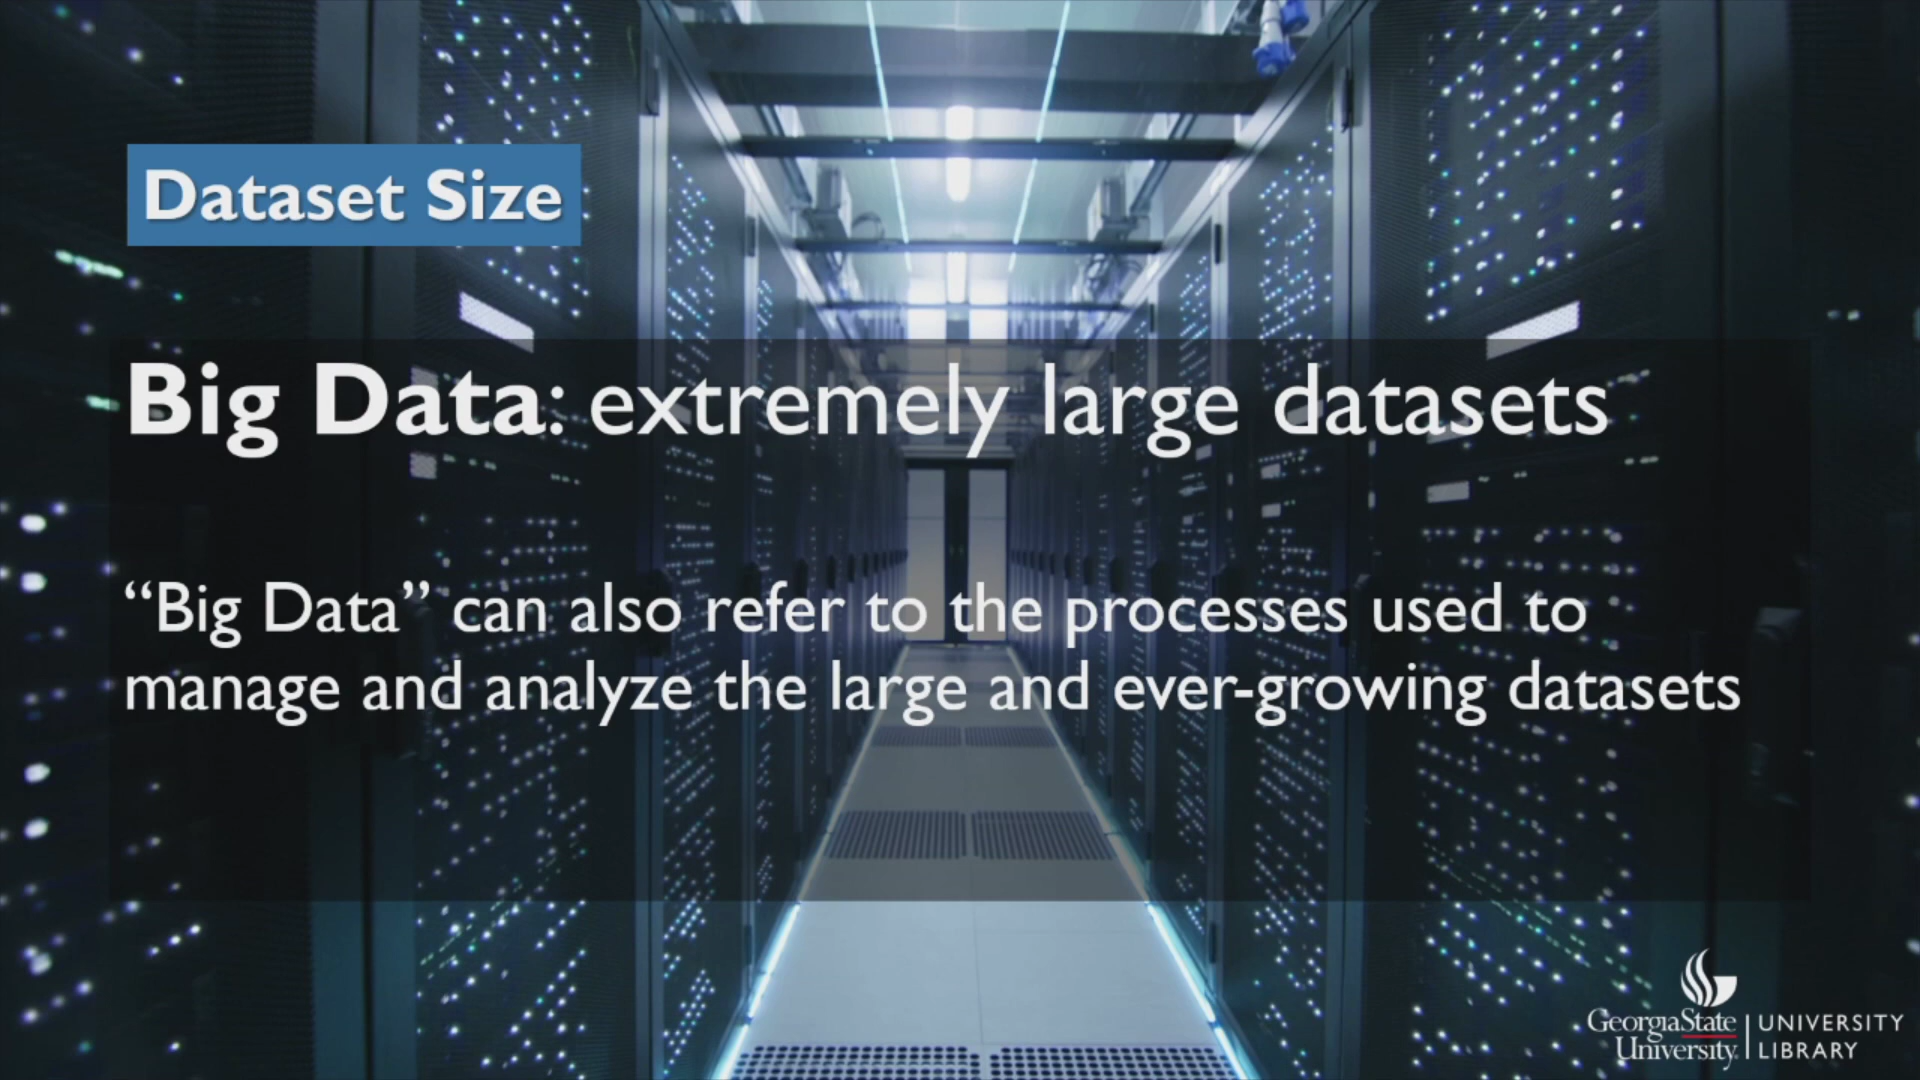 Dataset Size
Big Data: extremely large datasets
“Big Data” can also refer to the processes used to
manage and analyze the large and ever-growing datasets
GeorgiaState
University
UNIVERSITY
LIBRARY